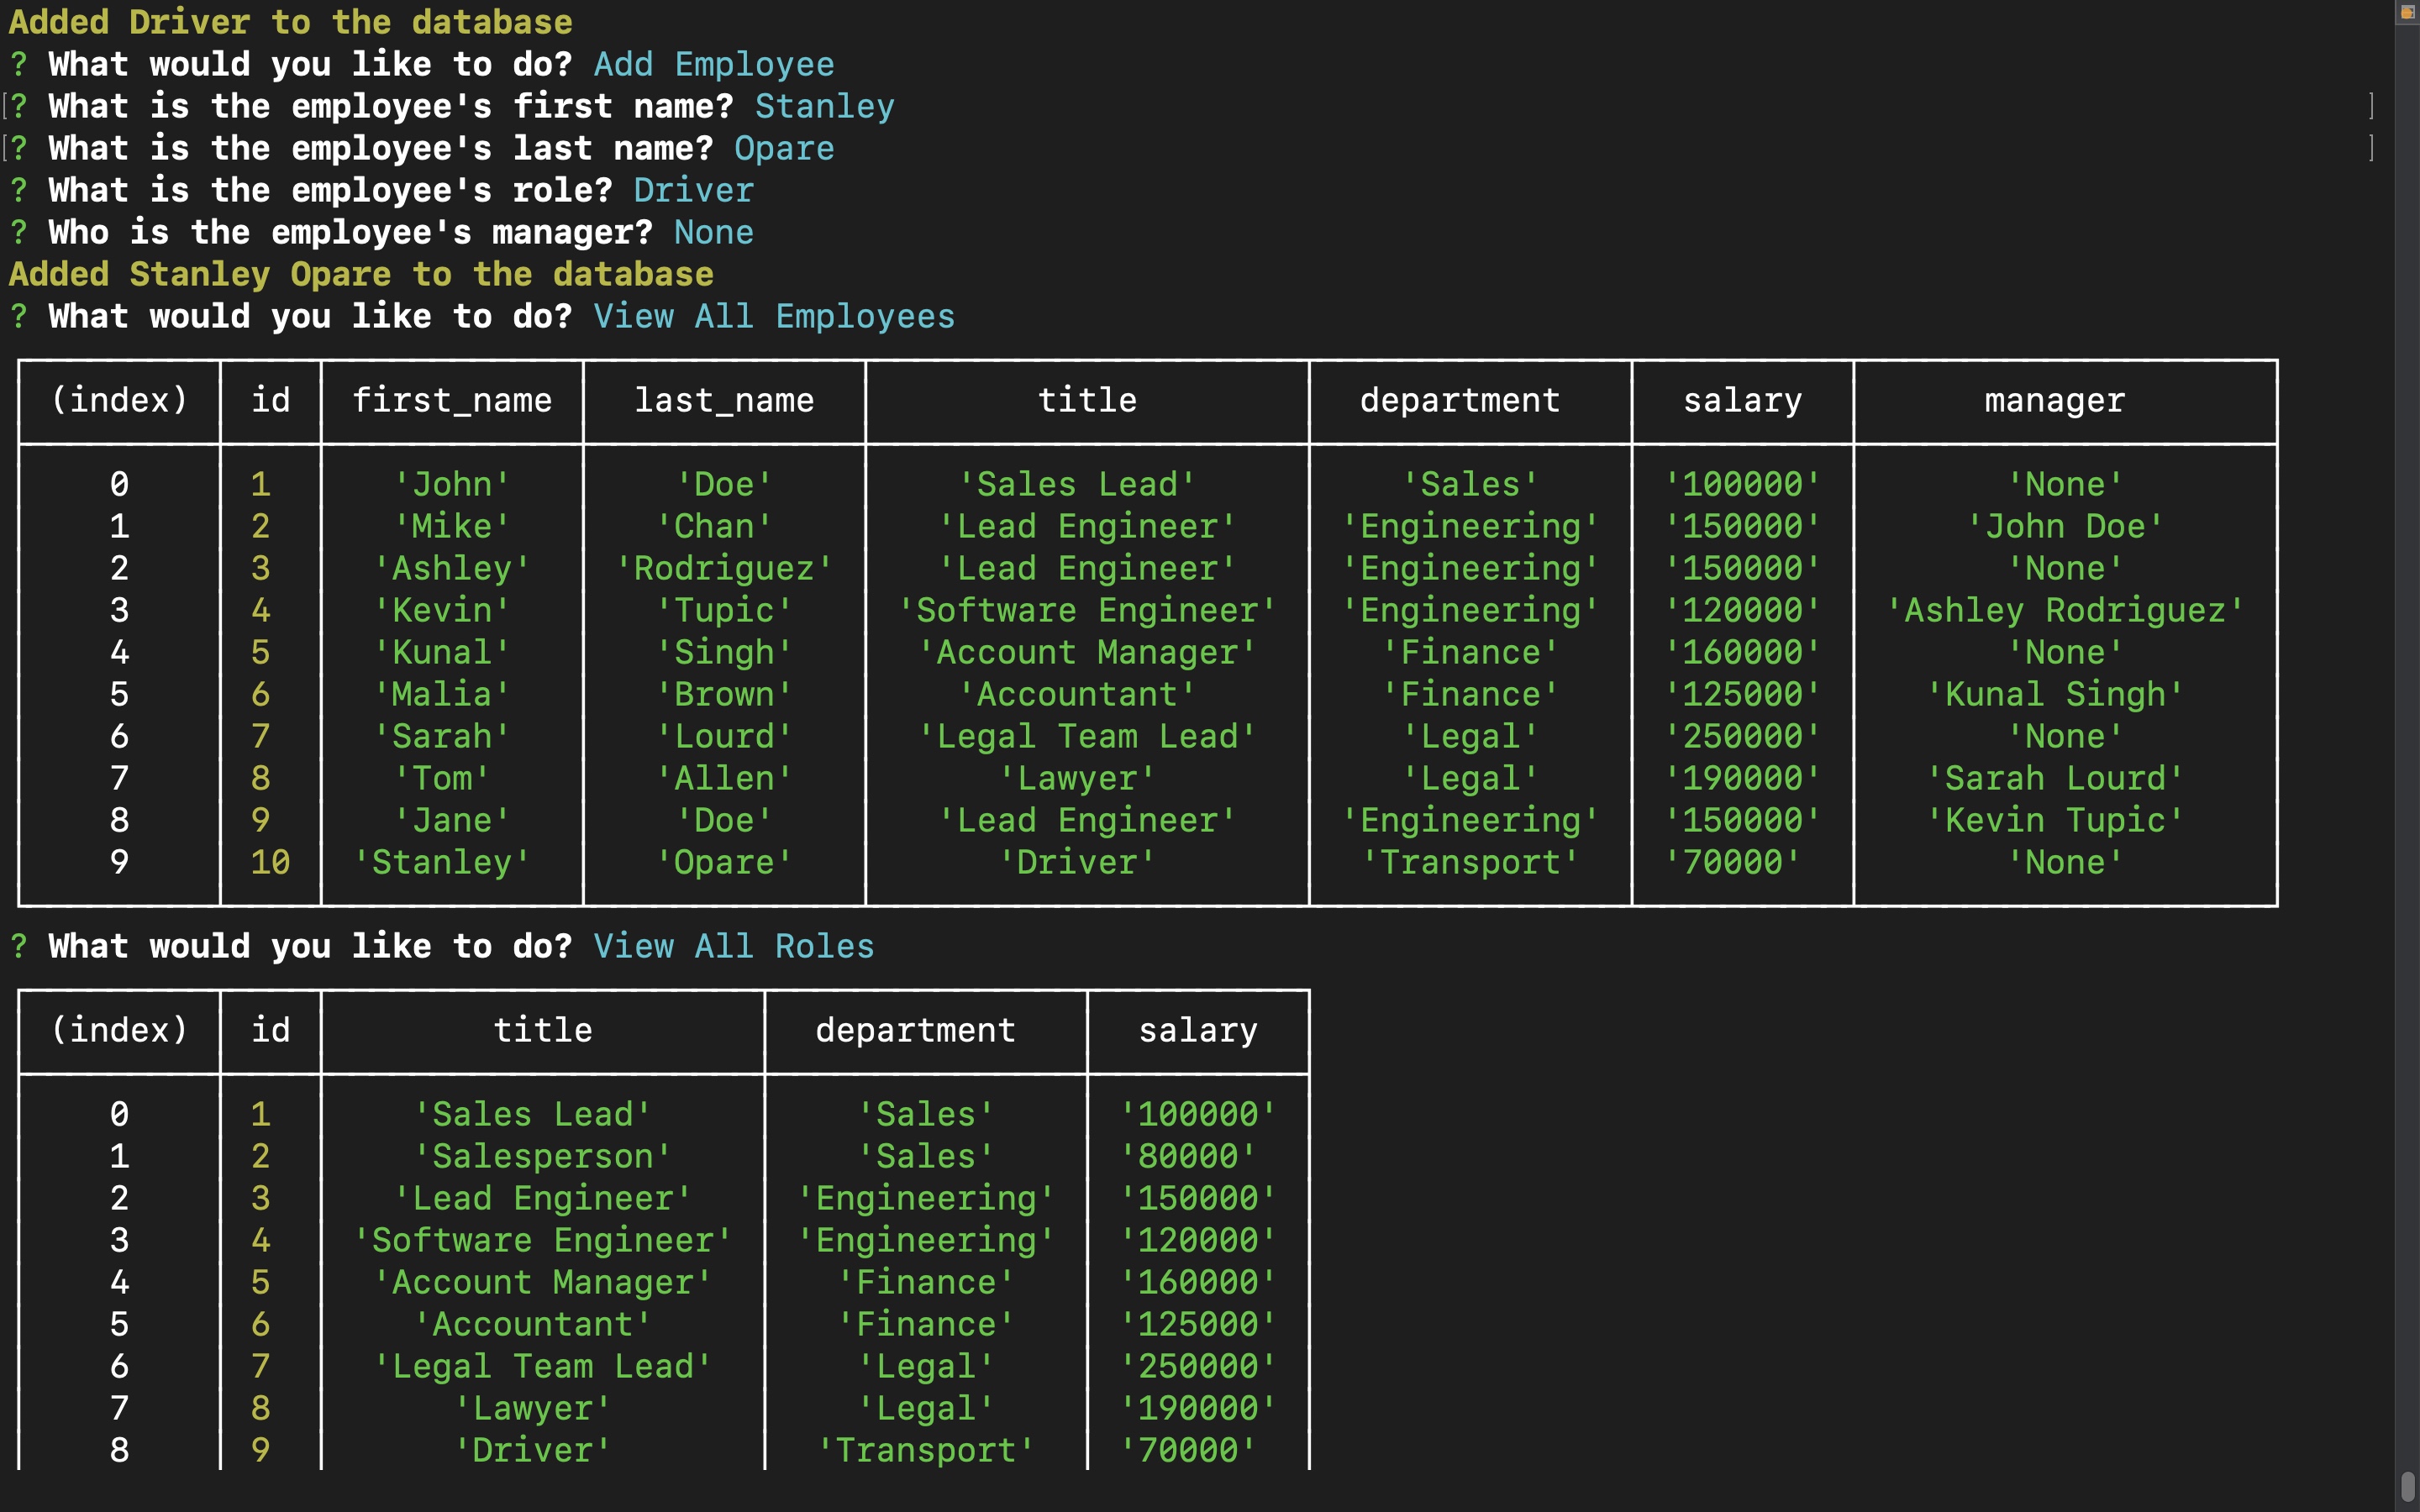 Added Driver to the database
? What would you like to do? Add Employee
[? What is the employee's first name? Stanley ]
[? What is the employee's last name? Opare ]
? What is the employee's role? Driver
? Who is the employee's manager? None
Added Stanley Opare to the database
? What would you like to do? View All Employees
(index) id first_name last_name title department salary manager
0 1 'John' 'Doe' 'Sales Lead' 'Sales' '100000' 'None'
1 2 'Mike' 'Chan' 'Lead Engineer' 'Engineering' '150000' 'John Doe'
2 3 'Ashley' 'Rodriguez' 'Lead Engineer' 'Engineering' '150000' 'None'
3 4 'Kevin' 'Tupic' 'Software Engineer' 'Engineering' '120000' 'Ashley Rodriguez'
4 5 'Kunal' 'Singh' 'Account Manager' 'Finance' '160000' 'None'
5 6 'Malia' 'Brown' 'Accountant' 'Finance' '125000' 'Kunal Singh'
6 7 'Sarah' 'Lourd' 'Legal Team Lead' 'Legal' '250000' 'None'
7 8 'Tom' 'Allen' 'Lawyer' 'Legal' '190000' 'Sarah Lourd'
8 9 'Jane' 'Doe' 'Lead Engineer' 'Engineering' '150000' 'Kevin Tupic'
9 10 'Stanley' 'Opare' 'Driver' 'Transport' '70000' 'None'
? What would you like to do? View All Roles
(index) id title department salary
0 1 'Sales Lead' 'Sales' '100000'
1 2 'Salesperson' 'Sales' '80000'
2 3 'Lead Engineer' 'Engineering' '150000'
3 4 'Software Engineer' 'Engineering' '120000'
4 5 'Account Manager' 'Finance' '160000'
5 6 'Accountant' 'Finance' '125000'
6 7 'Legal Team Lead' 'Legal' '250000'
7 8 'Lawyer' 'Legal' '190000'
8 9 'Driver' 'Transport' '70000'